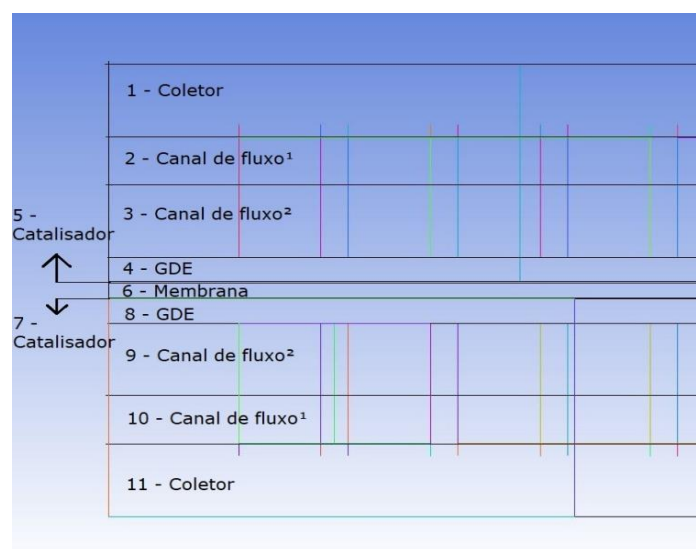 1 - Coletor
2 - Canal de fluxo¹
3 - Canal de fluxo²
5 -
Catalisador
4 - GDE
6 - Membrana
8 - GDE
7 -
Catalisador
9 - Canal de fluxo²
10 - Canal de fluxo¹
11 - Coletor